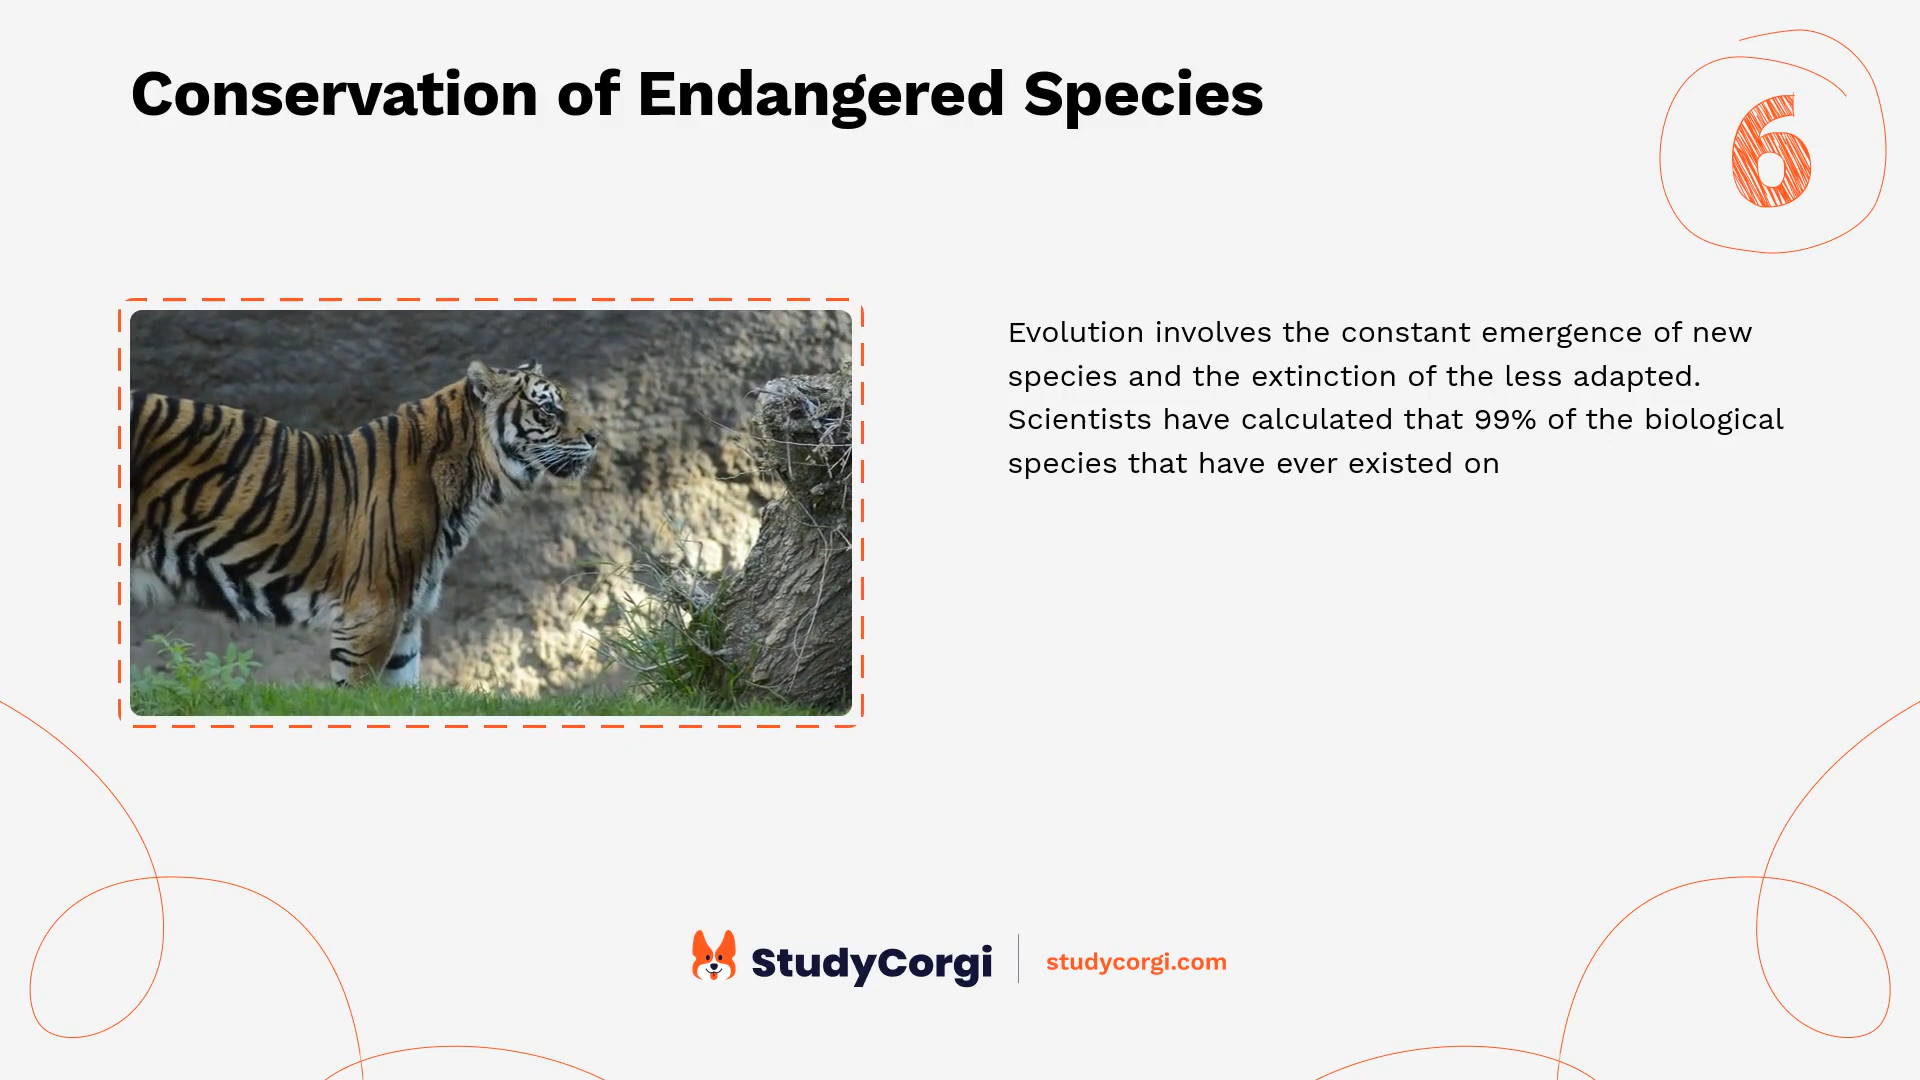 Conservation of Endangered Species
6
Evolution involves the constant emergence of new
species and the extinction of the less adapted.
Scientists have calculated that 99% of the biological
species that have ever existed on
StudyCorgi
studycorgi.com